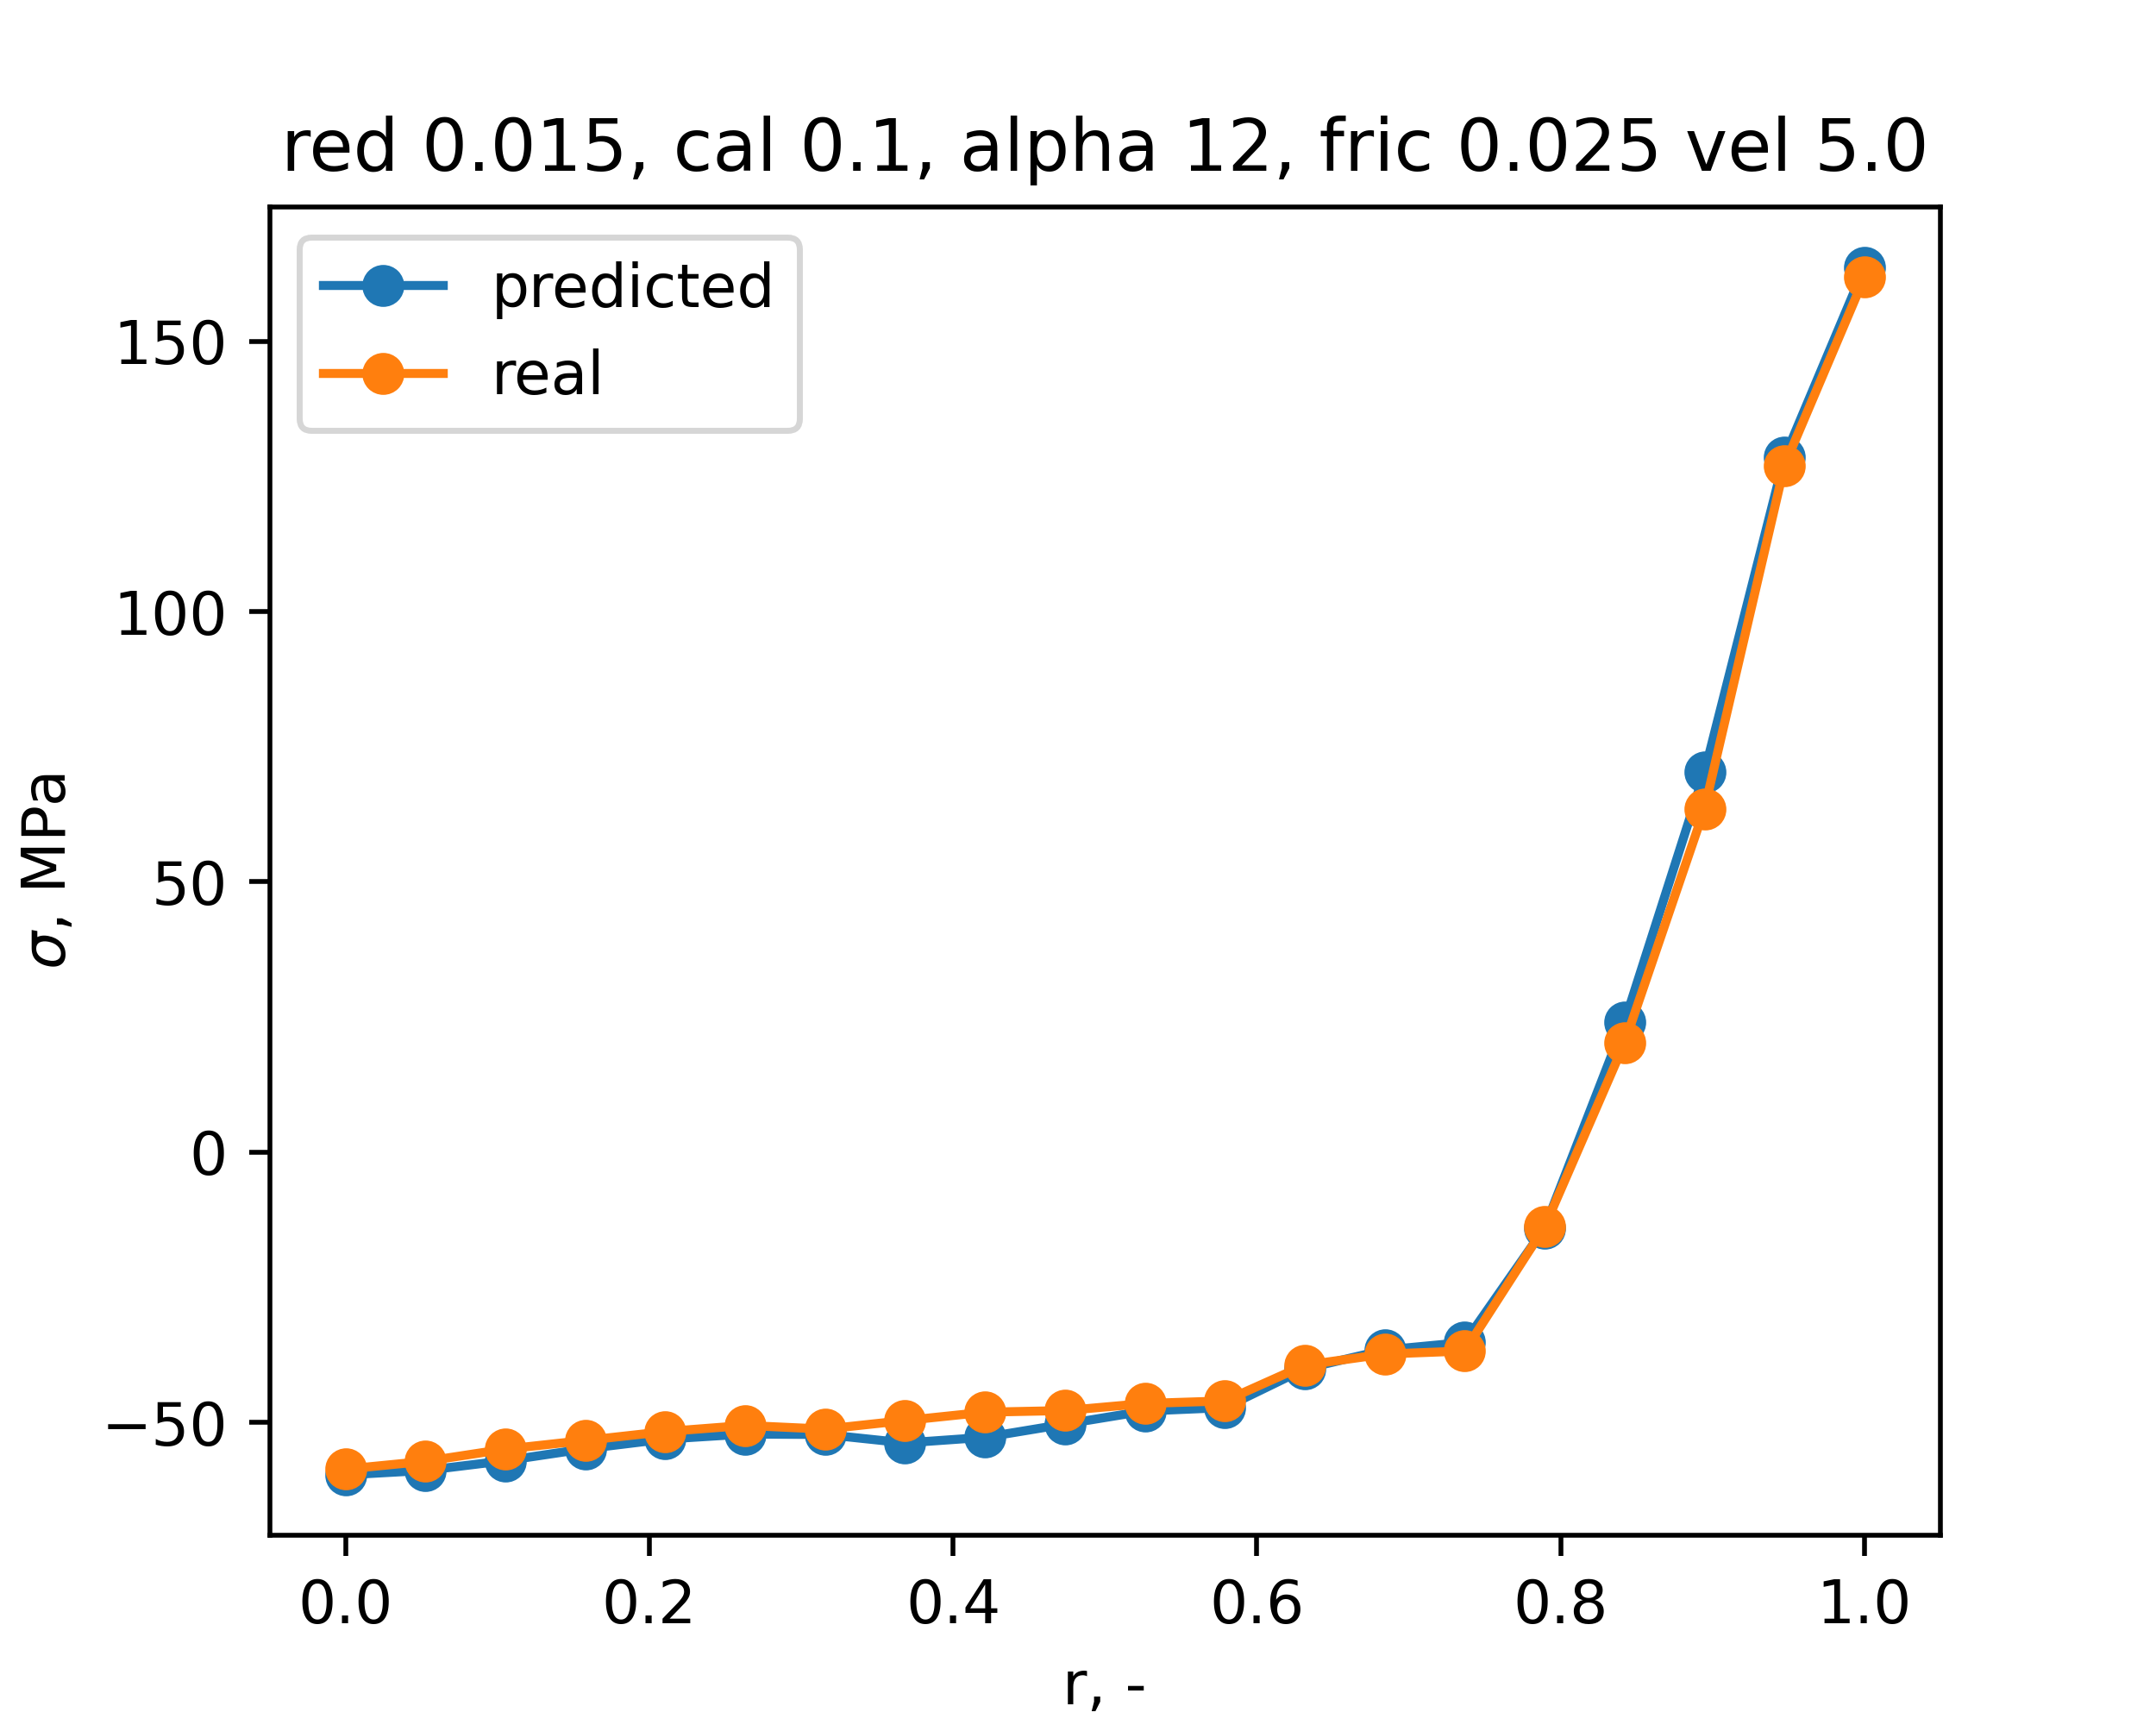 red 0.015, cal 0.1, alpha 12, fric 0.025 vel 5.0
predicted
real
150
100
50
0
−50
σ, MPa
0.0 0.2 0.4 0.6 0.8 1.0
r, -